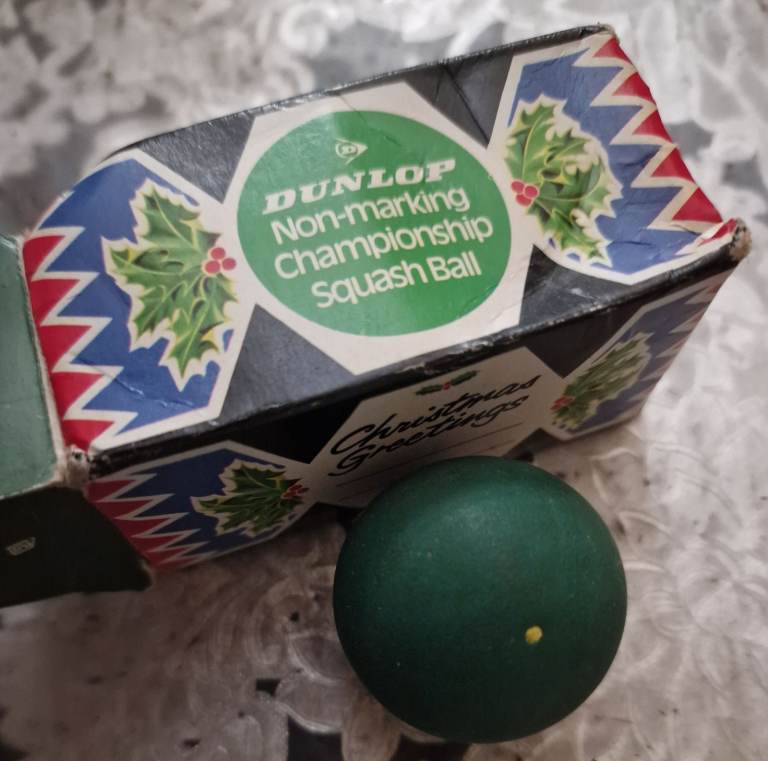 DUNLOP
Non-marking
Championship
Squash Ball
Christmas
Greetings